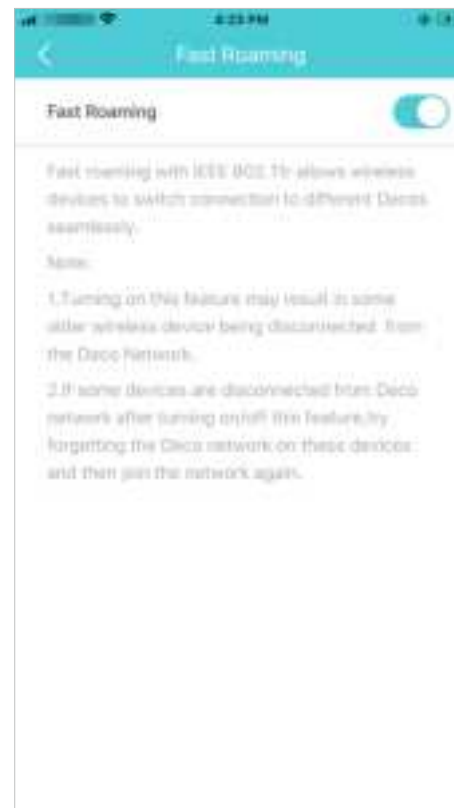 4:23 PM
Fast Roaming
Fast Roaming
Fast roaming with IEEE 802.11r allows wireless
devices to switch connection to different Decos
seamlessly.
Note:
1.Turning on this feature may result in some
older wireless device being disconnected from
the Deco Network.
2.If some devices are disconnected from Deco
network after turning on/off this feature,try
forgetting the Deco network on these devices
and then join the network again.